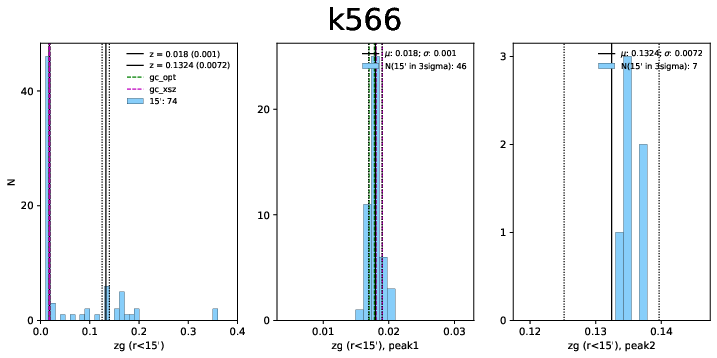 k566
z = 0.018 (0.001)
z = 0.1324 (0.0072)
gc_opt
gc_xsz
15': 74
N
40
20
0
0.0 0.1 0.2 0.3 0.4
zg (r<15')
μ: 0.018; σ: 0.001
N(15' in 3sigma): 46
20
10
0
0.01 0.02 0.03
zg (r<15'), peak1
μ: 0.1324; σ: 0.0072
N(15' in 3sigma): 7
3
2
1
0
0.12 0.13 0.14
zg (r<15'), peak2